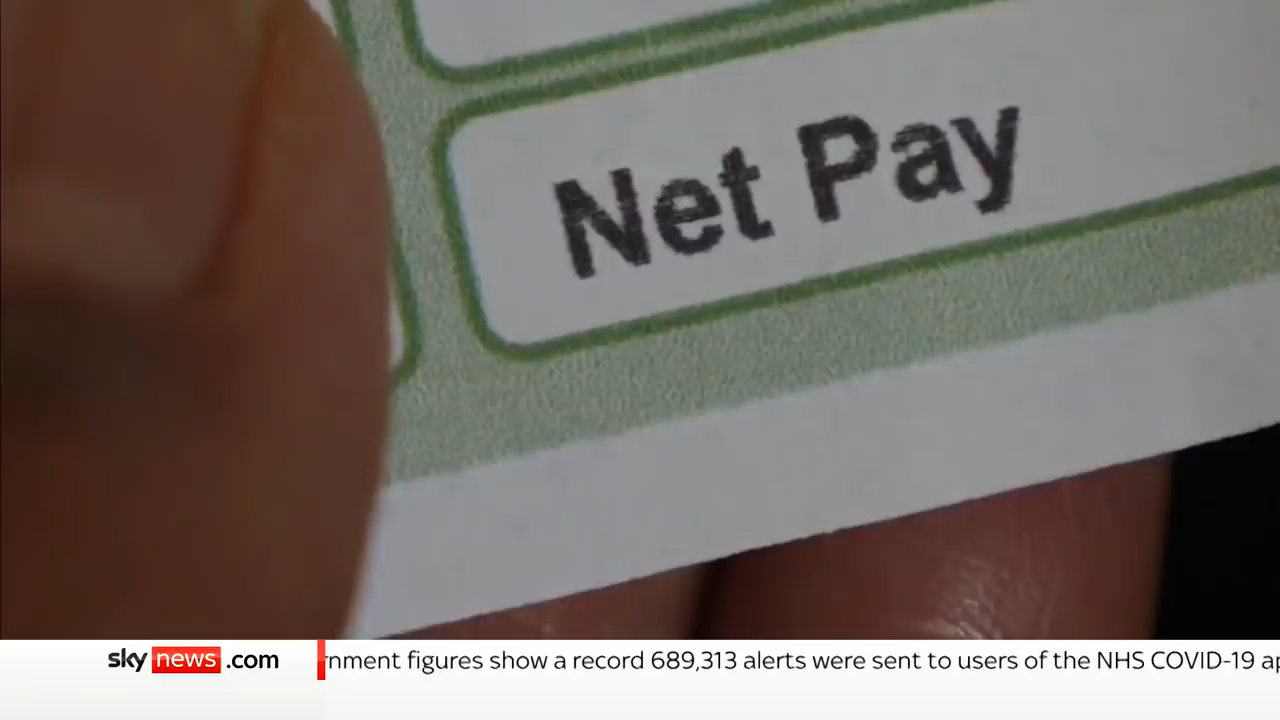 Net Pay
sky news .com
rnment figures show a record 689,313 alerts were sent to users of the NHS COVID-19 ap